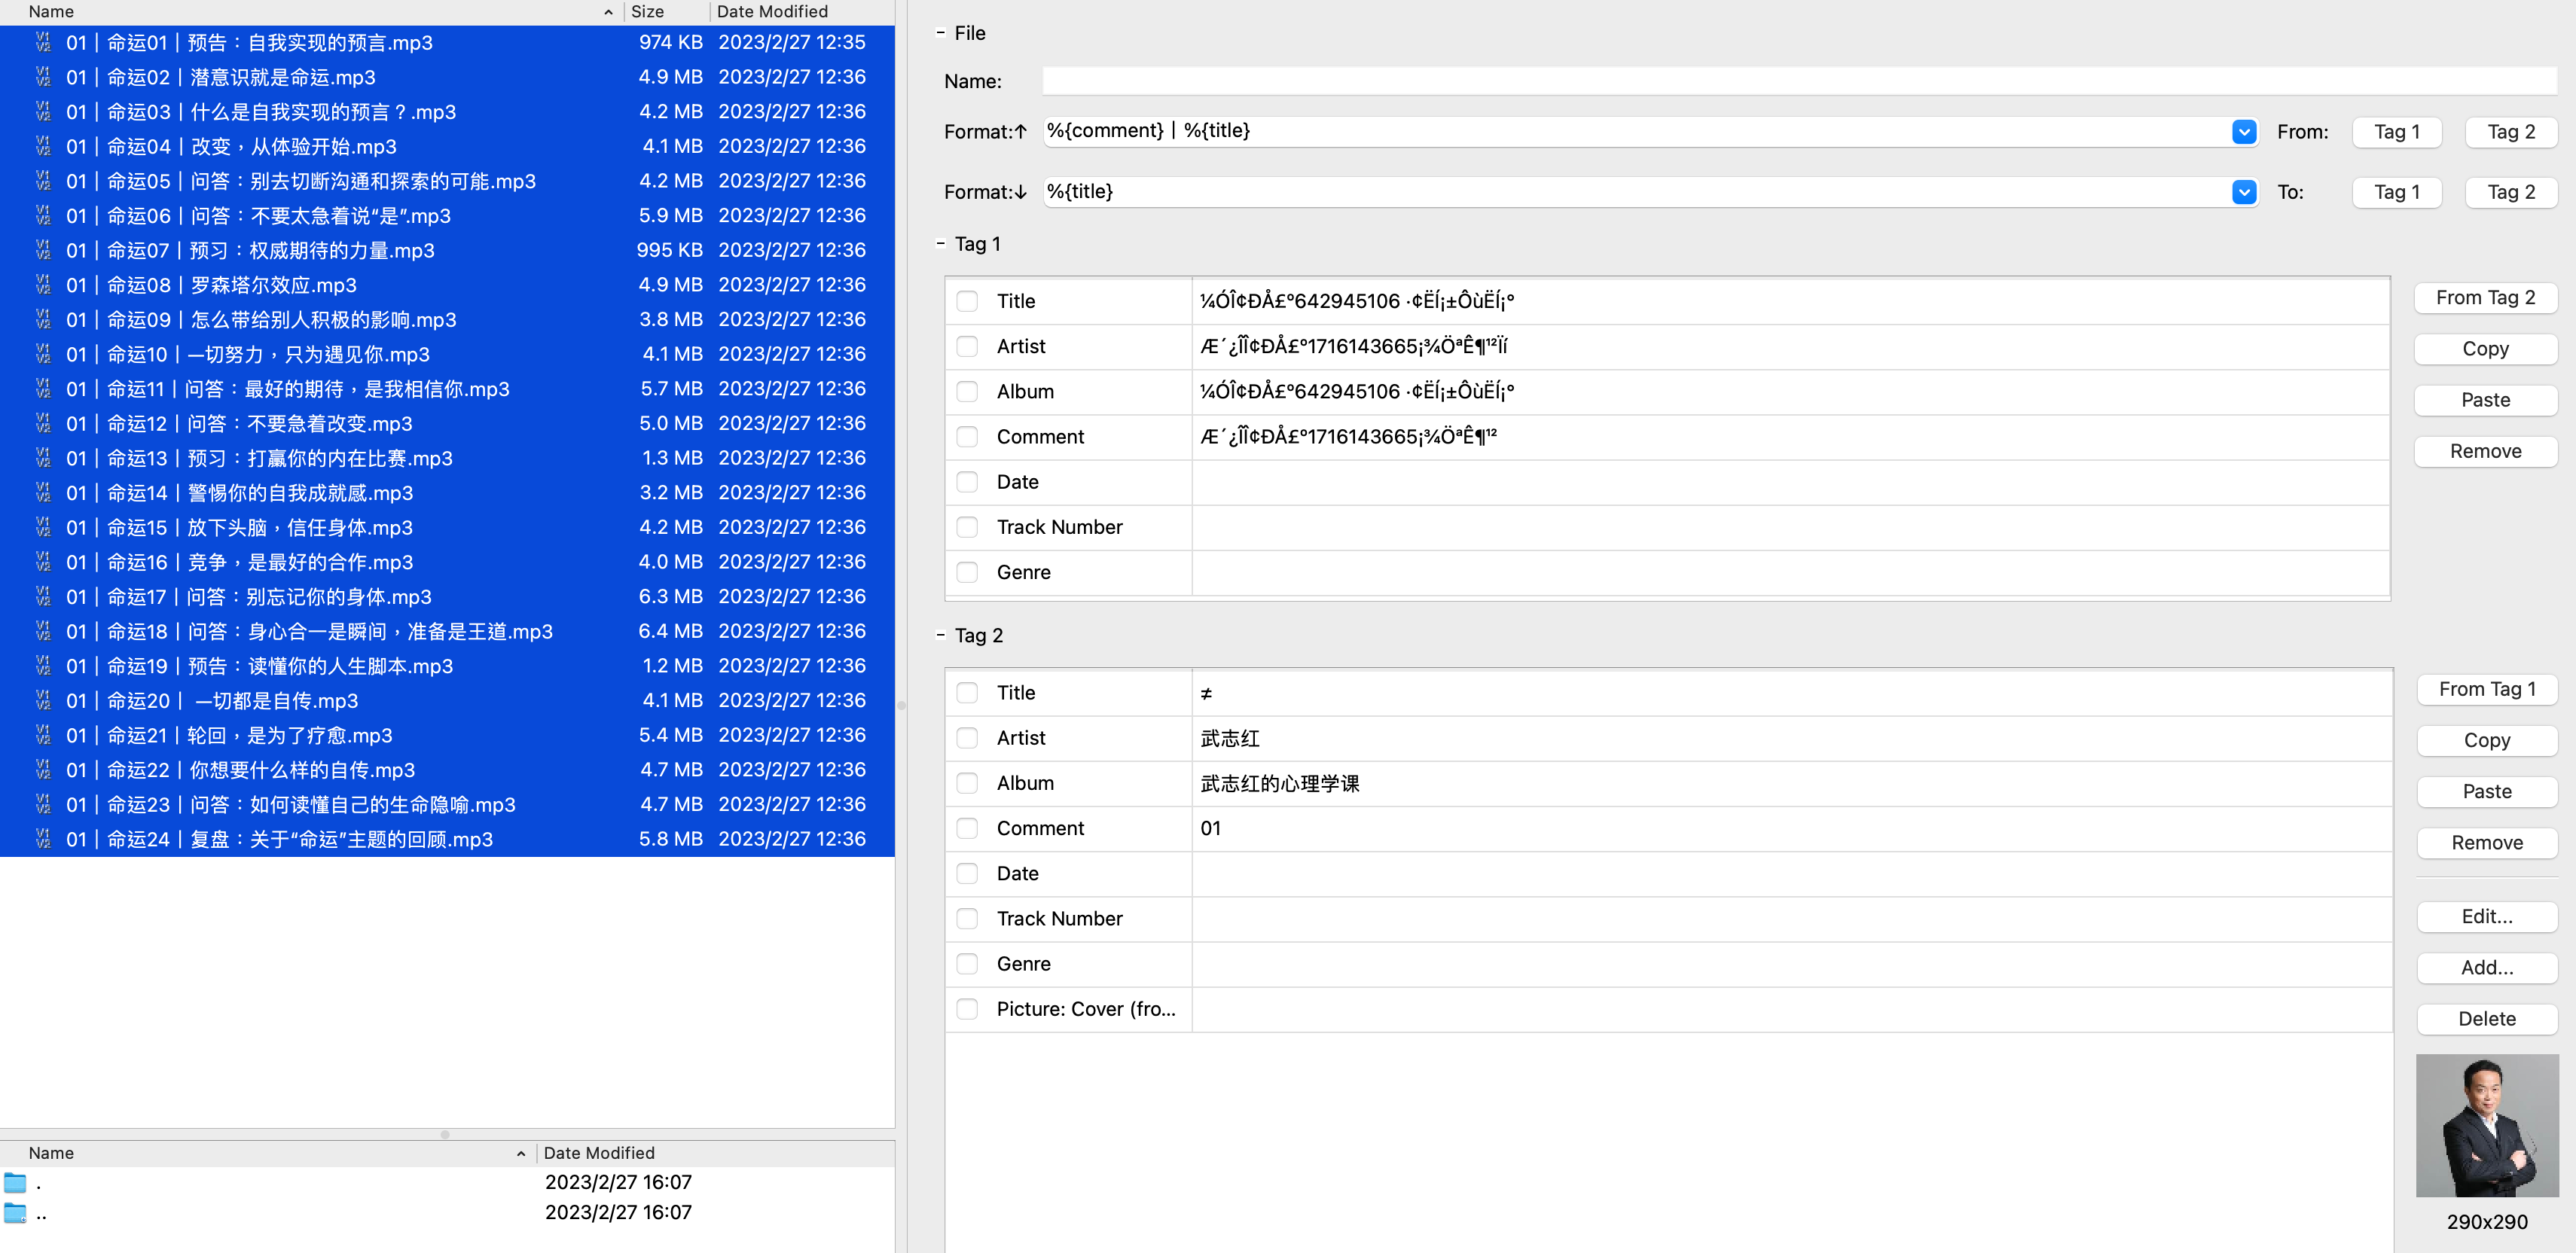 Name Size Date Modified
01｜命运01｜预告：自我实现的预言.mp3 974 KB 2023/2/27 12:35
01｜命运02｜潜意识就是命运.mp3 4.9 MB 2023/2/27 12:36
01｜命运03｜什么是自我实现的预言？.mp3 4.2 MB 2023/2/27 12:36
01｜命运04｜改变，从体验开始.mp3 4.1 MB 2023/2/27 12:36
01｜命运05｜问答：别去切断沟通和探索的可能.mp3 4.2 MB 2023/2/27 12:36
01｜命运06｜问答：不要太急着说“是”.mp3 5.9 MB 2023/2/27 12:36
01｜命运07｜预习：权威期待的力量.mp3 995 KB 2023/2/27 12:36
01｜命运08｜罗森塔尔效应.mp3 4.9 MB 2023/2/27 12:36
01｜命运09｜怎么带给别人积极的影响.mp3 3.8 MB 2023/2/27 12:36
01｜命运10｜一切努力，只为遇见你.mp3 4.1 MB 2023/2/27 12:36
01｜命运11｜问答：最好的期待，是我相信你.mp3 5.7 MB 2023/2/27 12:36
01｜命运12｜问答：不要急着改变.mp3 5.0 MB 2023/2/27 12:36
01｜命运13｜预习：打赢你的内在比赛.mp3 1.3 MB 2023/2/27 12:36
01｜命运14｜警惕你的自我成就感.mp3 3.2 MB 2023/2/27 12:36
01｜命运15｜放下头脑，信任身体.mp3 4.2 MB 2023/2/27 12:36
01｜命运16｜竞争，是最好的合作.mp3 4.0 MB 2023/2/27 12:36
01｜命运17｜问答：别忘记你的身体.mp3 6.3 MB 2023/2/27 12:36
01｜命运18｜问答：身心合一是瞬间，准备是王道.mp3 6.4 MB 2023/2/27 12:36
01｜命运19｜预告：读懂你的人生脚本.mp3 1.2 MB 2023/2/27 12:36
01｜命运20｜ 一切都是自传.mp3 4.1 MB 2023/2/27 12:36
01｜命运21｜轮回，是为了疗愈.mp3 5.4 MB 2023/2/27 12:36
01｜命运22｜你想要什么样的自传.mp3 4.7 MB 2023/2/27 12:36
01｜命运23｜问答：如何读懂自己的生命隐喻.mp3 4.7 MB 2023/2/27 12:36
01｜命运24｜复盘：关于“命运”主题的回顾.mp3 5.8 MB 2023/2/27 12:36
Name Date Modified
. 2023/2/27 16:07
.. 2023/2/27 16:07
File
Name:
Format:↑ %{comment}｜%{title} From: Tag 1 Tag 2
Format:↓ %{title} To: Tag 1 Tag 2
Tag 1
Title ¼ÓÎ¢ÐÅ£º642945106 ·¢ËÍ¡±ÔùËÍ¡° From Tag 2
Artist Æ´¿ÎÎ¢ÐÅ£º1716143665¡¾ÖªÊ¶¹²Ïí Copy
Album ¼ÓÎ¢ÐÅ£º642945106 ·¢ËÍ¡±ÔùËÍ¡° Paste
Comment Æ´¿ÎÎ¢ÐÅ£º1716143665¡¾ÖªÊ¶¹² Remove
Date
Track Number
Genre
Tag 2
Title ≠ From Tag 1
Artist 武志红 Copy
Album 武志红的心理学课 Paste
Comment 01 Remove
Date
Track Number Edit...
Genre Add...
Picture: Cover (fro... Delete
290x290